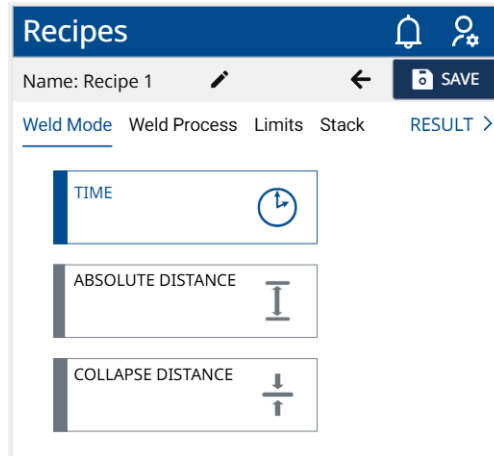 Recipes
Name: Recipe 1
SAVE
Weld Mode Weld Process Limits Stack RESULT
TIME
ABSOLUTE DISTANCE
COLLAPSE DISTANCE